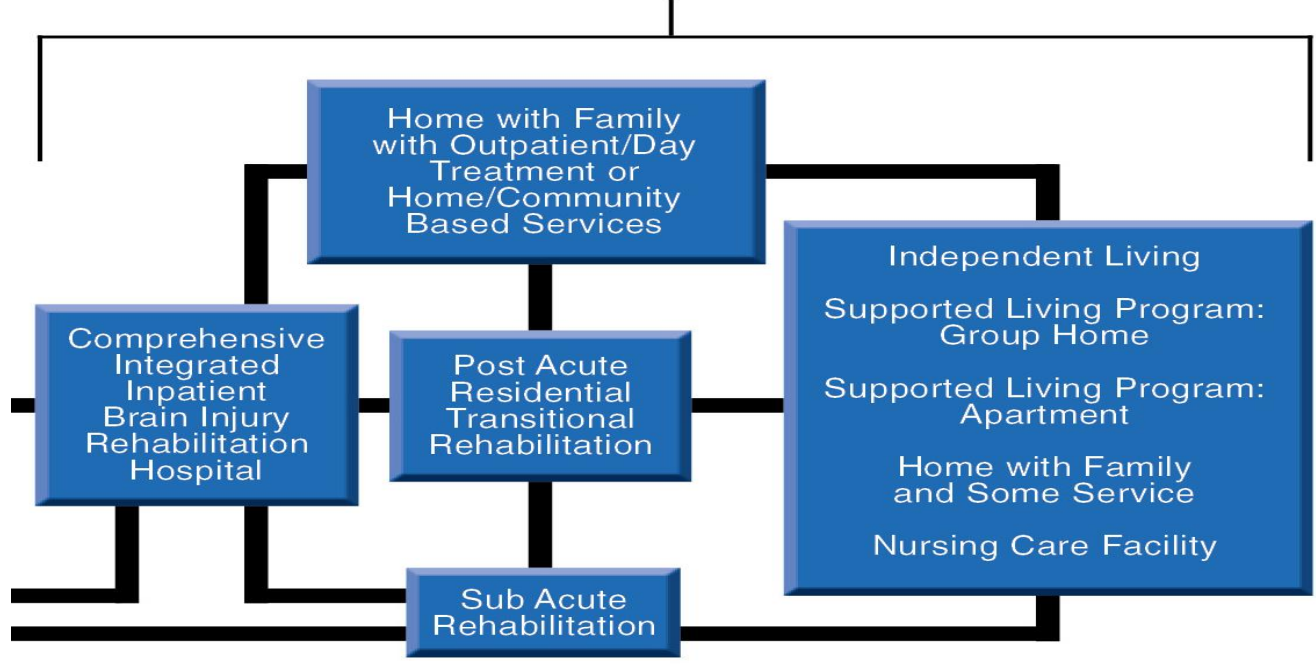 Home with Family
with Outpatient/Day
Treatment or
Home/Community
Based Services
Comprehensive
Integrated
Inpatient
Brain Injury
Rehabilitation
Hospital
Post Acute
Residential
Transitional
Rehabilitation
Independent Living
Supported Living Program:
Group Home
Supported Living Program:
Apartment
Home with Family
and Some Service
Nursing Care Facility
Sub Acute
Rehabilitation